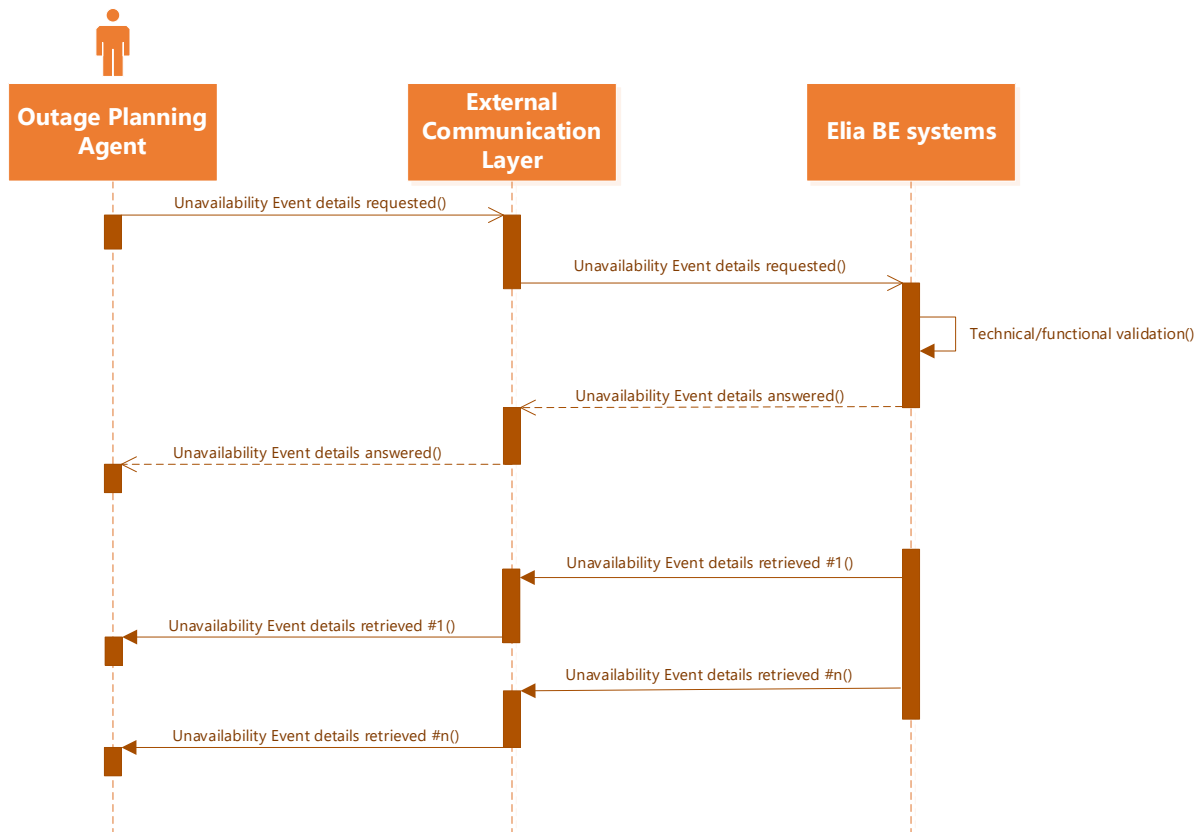 Outage Planning
Agent
External
Communication
Layer
Elia BE systems
Unavailability Event details requested()
Unavailability Event details requested()
Technical/functional validation()
Unavailability Event details answered()
Unavailability Event details answered()
Unavailability Event details retrieved #1()
Unavailability Event details retrieved #1()
Unavailability Event details retrieved #n()
Unavailability Event details retrieved #n()